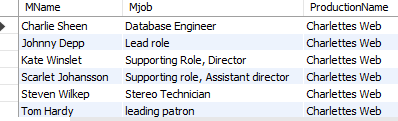 MName Mjob ProductionName
Charlie Sheen Database Engineer Charlettes Web
Johnny Depp Lead role Charlettes Web
Kate Winslet Supporting Role, Director Charlettes Web
Scarlet Johansson Supporting role, Assistant director Charlettes Web
Steven Wilkep Stereo Technician Charlettes Web
Tom Hardy leading patron Charlettes Web